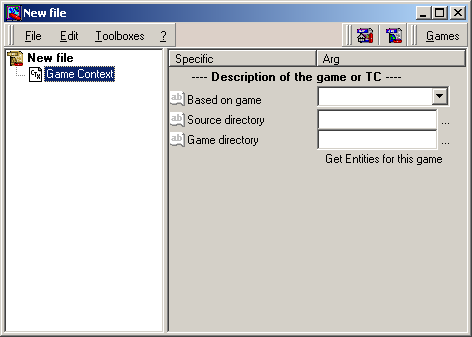 New file
File Edit Toolboxes ? Games
New file
Game Context
Specific Arg
---- Description of the game or TC ----
Based on game
Source directory ...
Game directory ...
Get Entities for this game